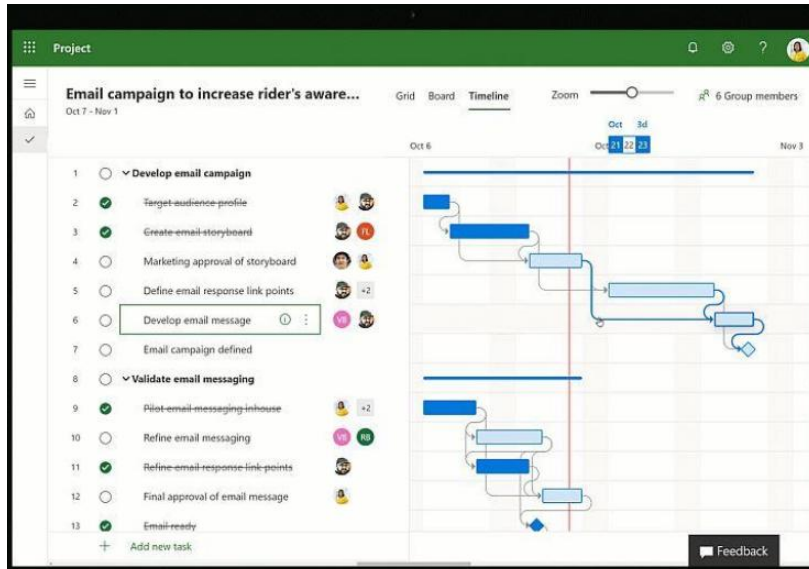 Project
Email campaign to increase rider's aware...
Oct 7 - Nov 1
Grid Board Timeline
Zoom
6 Group members
Oct 3d
Oct 6 Oct 21 22 23 Nov 3
1 Develop email campaign
2 Target audience profile
3 Create email storyboard FL
4 Marketing approval of storyboard
5 Define email response link points +2
6 Develop email message VB
7 Email campaign defined
8 Validate email messaging
9 Pilot email messaging inhouse +2
10 Refine email messaging VB RB
11 Refine email response link points
12 Final approval of email message
13 Email ready
Add new task
Feedback